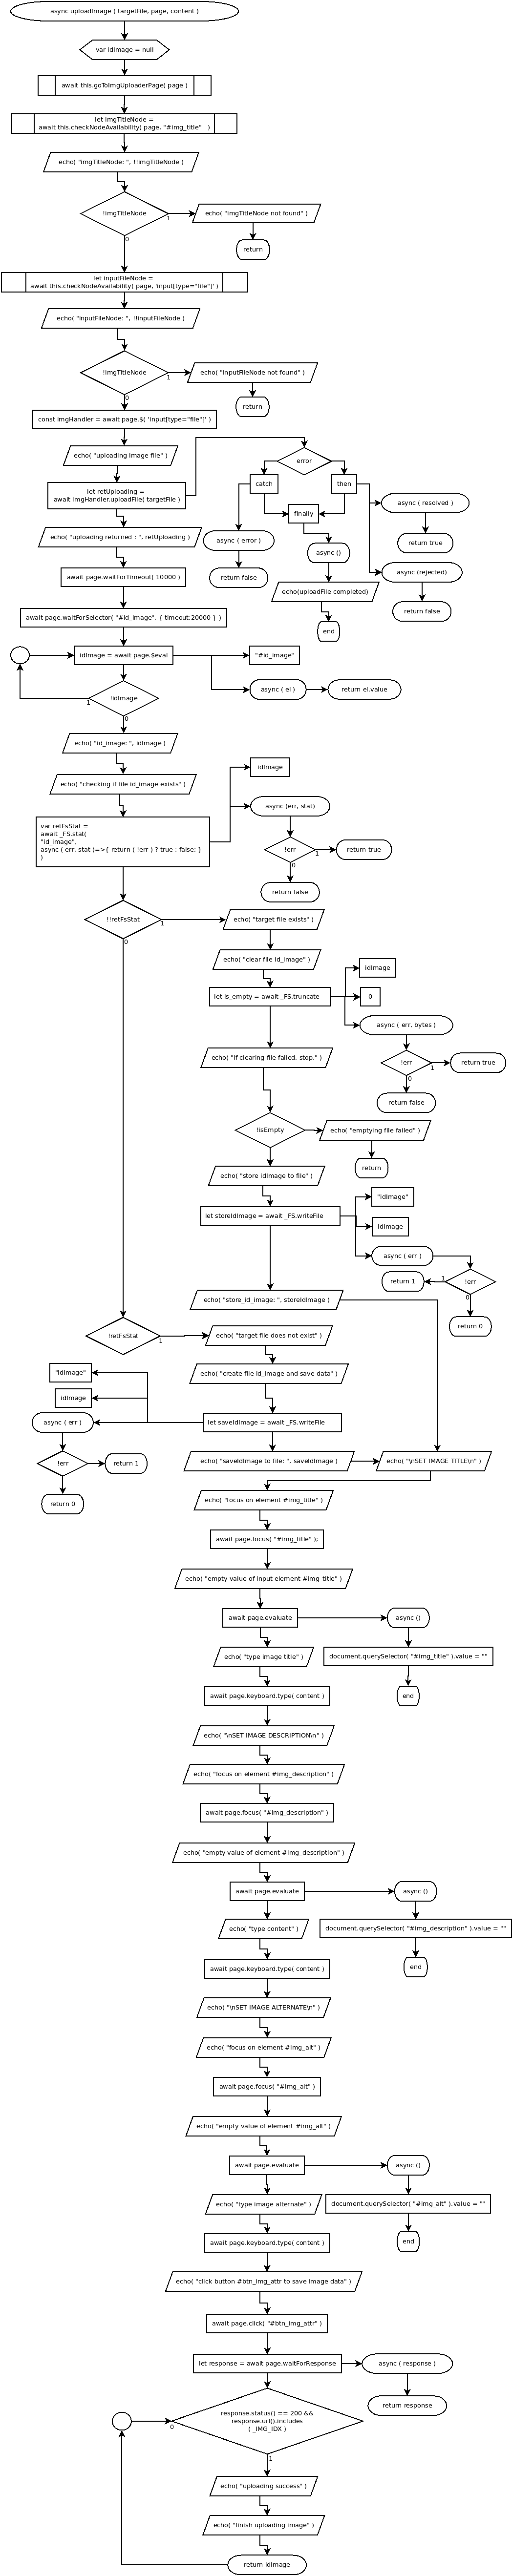 async uploadImage ( targetFile, page, content )
var idImage = null
await this.goToImgUploaderPage( page )
let imgTitleNode =
await this.checkNodeAvailability( page, "#img_title" )
echo( "imgTitleNode: ", !!imgTitleNode )
!imgTitleNode
1
0
echo( "imgTitleNode not found" )
return
let inputFileNode =
await this.checkNodeAvailability( page, 'input[type="file"]' )
echo( "inputFileNode: ", !!inputFileNode )
!imgTitleNode
1
0
echo( "inputFileNode not found" )
return
const imgHandler = await page.$( 'input[type="file"]' )
echo( "uploading image file" )
let retUploading =
await imgHandler.uploadFile( targetFile )
error
catch
then
finally
async ( error )
return false
async ()
echo(uploadFile completed)
end
async ( resolved )
return true
async (rejected)
return false
echo( "uploading returned : ", retUploading )
await page.waitForTimeout( 10000 )
await page.waitForSelector( "#id_image", { timeout:20000 } )
idImage = await page.$eval
"#id_image"
async ( el )
return el.value
!idImage
1
0
echo( "id_image: ", idImage )
echo( "checking if file id_image exists" )
var retFsStat =
await _FS.stat(
"id_image",
async ( err, stat )=>{ return ( !err ) ? true : false; }
)
idImage
async (err, stat)
!err
1
0
return true
return false
!!retFsStat
1
0
echo( "target file exists" )
echo( "clear file id_image" )
let is_empty = await _FS.truncate
idImage
0
async ( err, bytes )
!err
1
0
return true
return false
echo( "if clearing file failed, stop." )
!isEmpty
echo( "emptying file failed" )
return
echo( "store idImage to file" )
let storeIdImage = await _FS.writeFile
"idImage"
idImage
async ( err )
!err
1
0
return 1
return 0
echo( "store_id_image: ", storeIdImage )
!retFsStat
1
echo( "target file does not exist" )
echo( "create file id_image and save data" )
let saveIdImage = await _FS.writeFile
"idImage"
idImage
async ( err )
!err
return 1
return 0
echo( "saveIdImage to file: ", saveIdImage )
echo( "\nSET IMAGE TITLE\n" )
echo( "focus on element #img_title" )
await page.focus( "#img_title" );
echo( "empty value of input element #img_title" )
await page.evaluate
async ()
document.querySelector( "#img_title" ).value = ""
end
echo( "type image title" )
await page.keyboard.type( content )
echo( "\nSET IMAGE DESCRIPTION\n" )
echo( "focus on element #img_description" )
await page.focus( "#img_description" )
echo( "empty value of element #img_description" )
await page.evaluate
async ()
document.querySelector( "#img_description" ).value = ""
end
echo( "type content" )
await page.keyboard.type( content )
echo( "\nSET IMAGE ALTERNATE\n" )
echo( "focus on element #img_alt" )
await page.focus( "#img_alt" )
echo( "empty value of element #img_alt" )
await page.evaluate
async ()
document.querySelector( "#img_alt" ).value = ""
end
echo( "type image alternate" )
await page.keyboard.type( content )
echo( "click button #btn_img_attr to save image data" )
await page.click( "#btn_img_attr" )
let response = await page.waitForResponse
async ( response )
return response
response.status() == 200 &&
response.url().includes
( _IMG_IDX )
0
1
echo( "uploading success" )
echo( "finish uploading image" )
return idImage